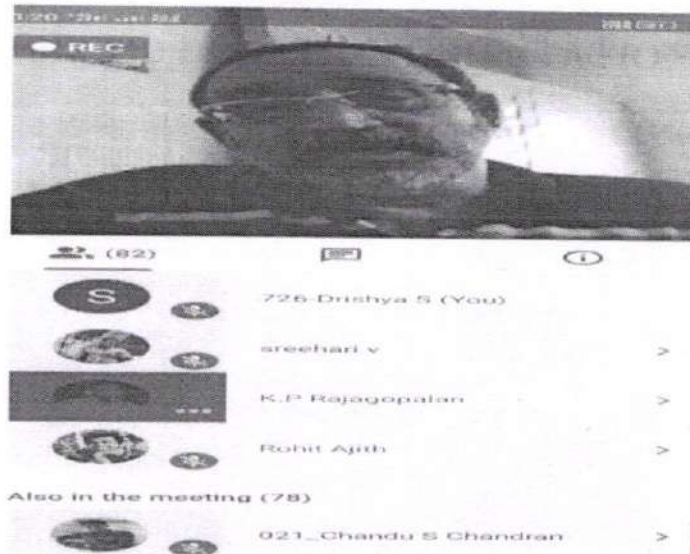 REC
(82)
S
726-Drishya S (You)
sreehari v
K.P Rajagopalan
Rohit Ajith
Also in the meeting (78)
021_Chandu S Chandran